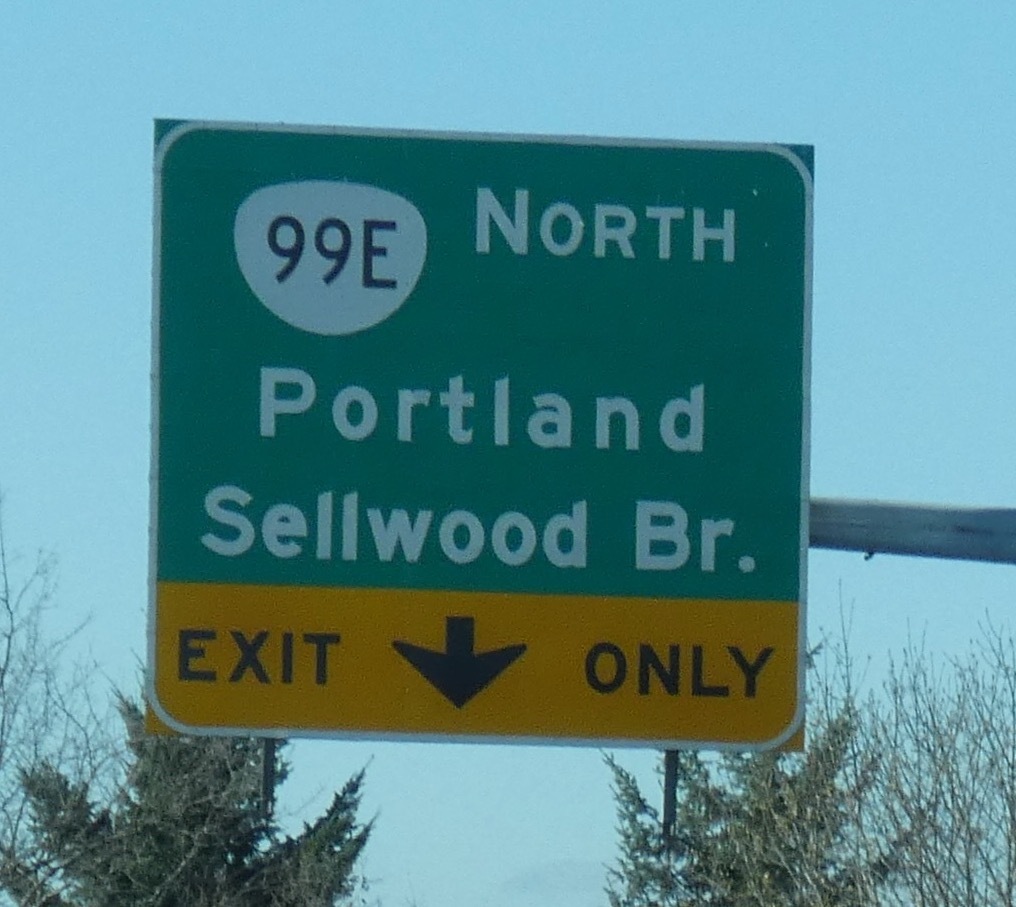 99E NORTH
Portland
Sellwood Br.
EXIT ONLY